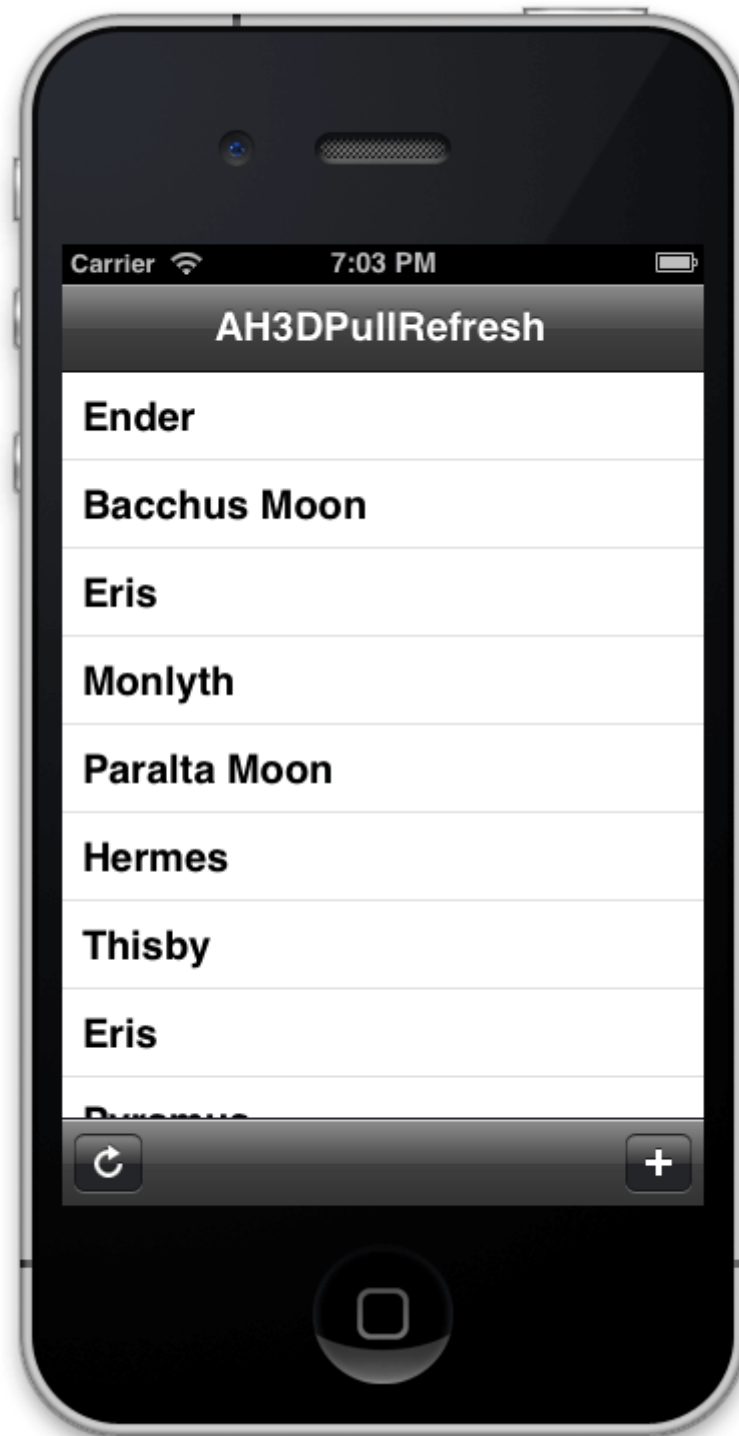 Carrier 7:03 PM
AH3DPullRefresh
Ender
Bacchus Moon
Eris
Monlyth
Paralta Moon
Hermes
Thisby
Eris